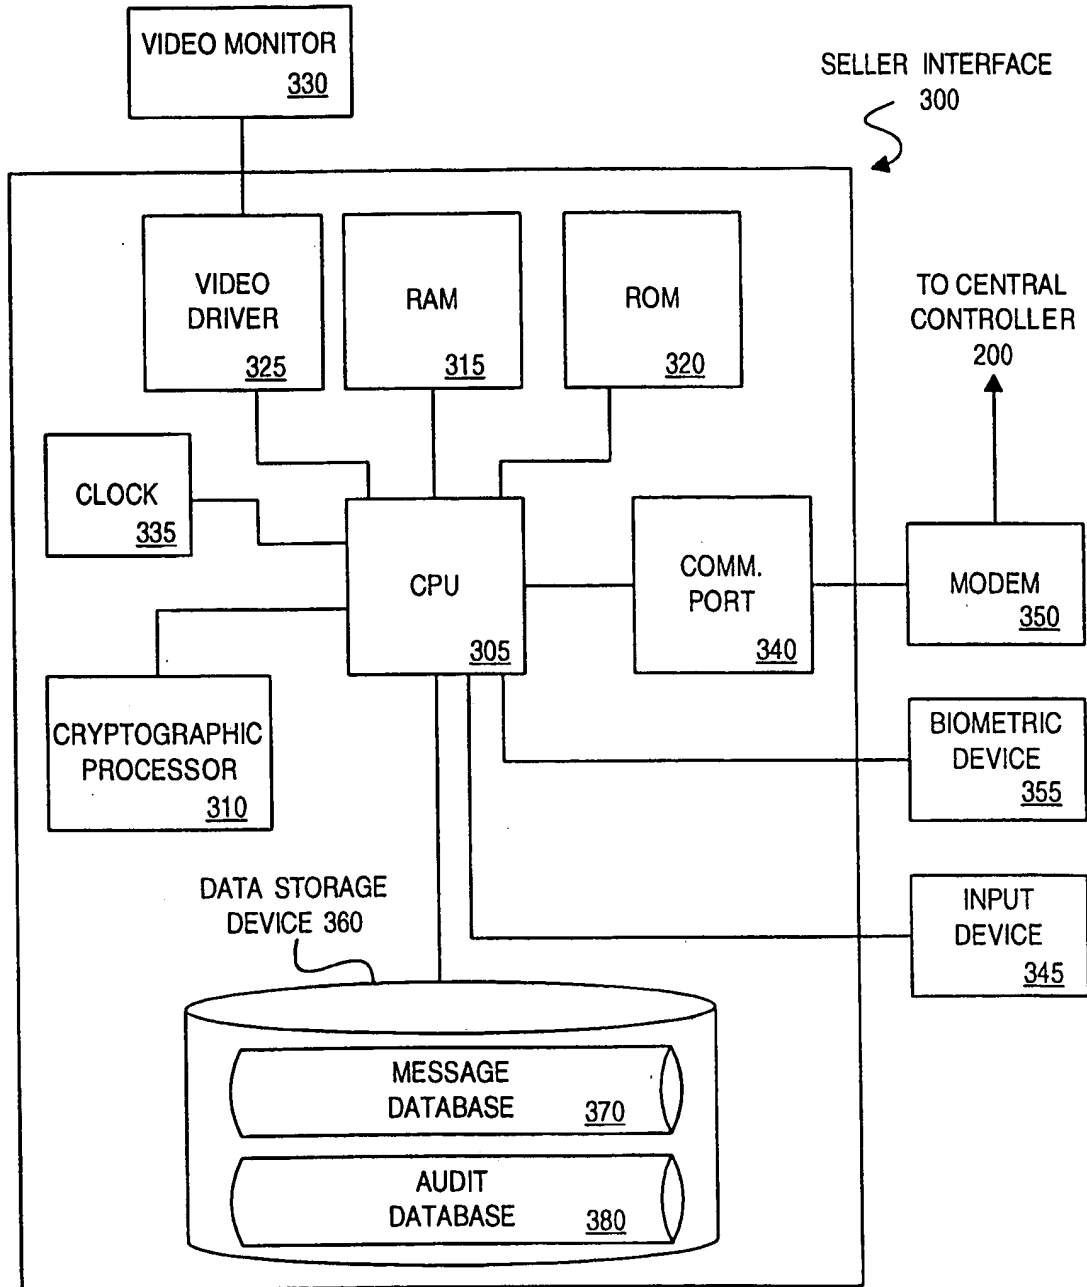 VIDEO MONITOR
330
SELLER INTERFACE
300
VIDEO
DRIVER
325
RAM
315
ROM
320
TO CENTRAL
CONTROLLER
200
CLOCK
335
CPU
305
COMM.
PORT
340
MODEM
350
CRYPTOGRAPHIC
PROCESSOR
310
BIOMETRIC
DEVICE
355
DATA STORAGE
DEVICE 360
INPUT
DEVICE
345
MESSAGE
DATABASE
370
AUDIT
DATABASE
380